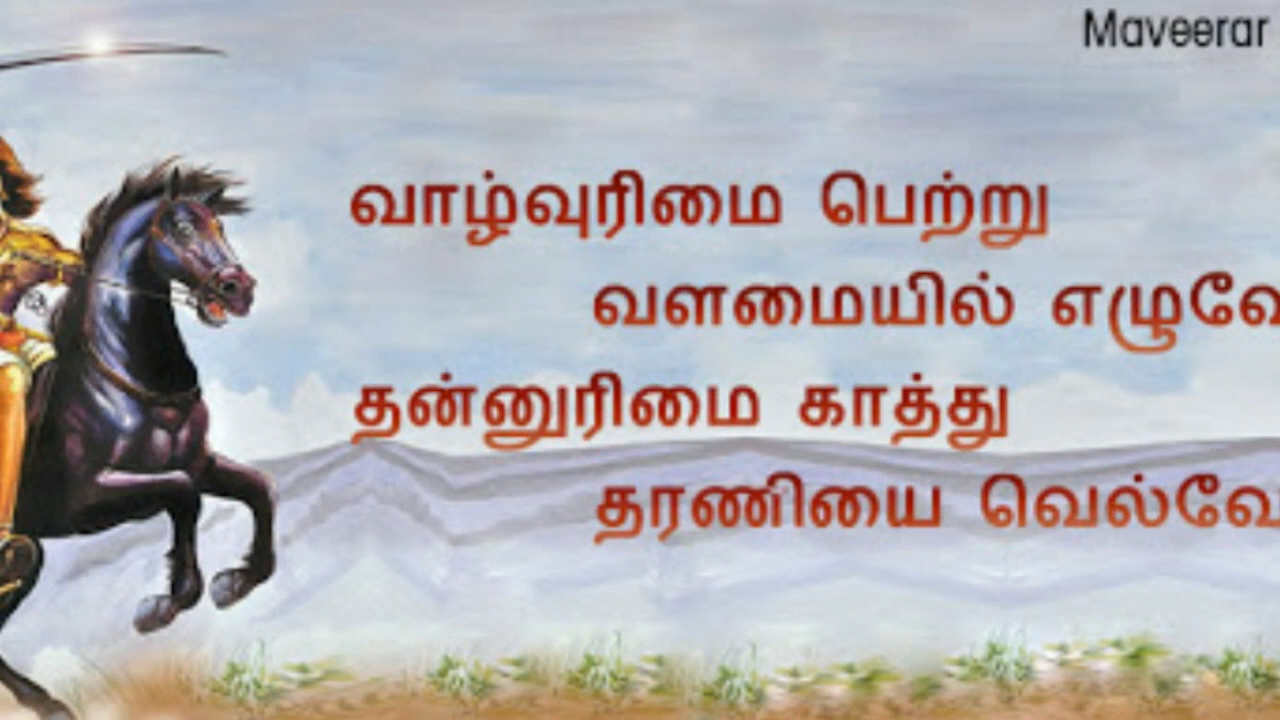 Maveerar
வாழ்வுரிமை பெற்று
வளமையில்
தன்னுரிமை காத்து
தரணியை